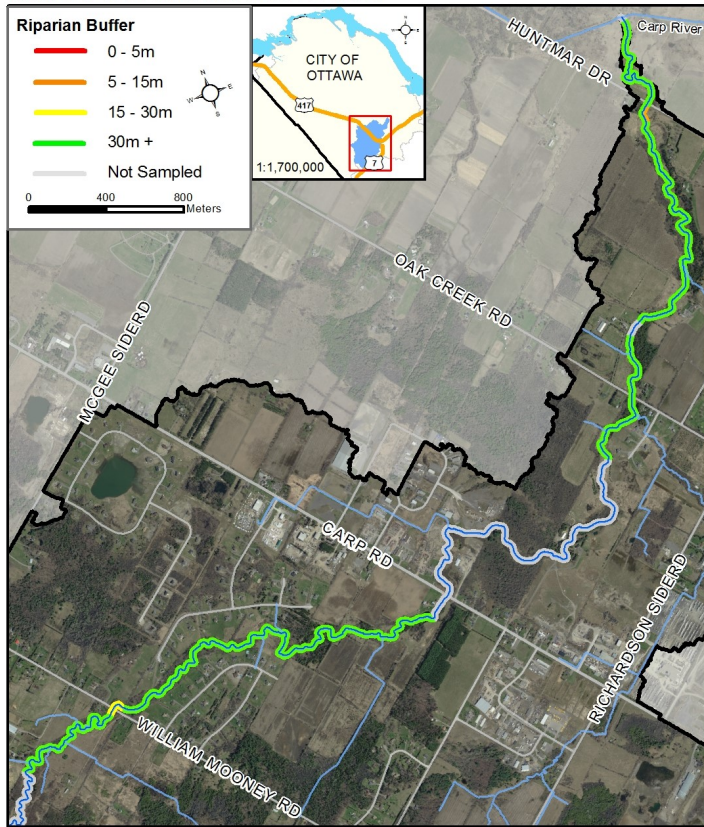 Riparian Buffer
0 - 5m
5 - 15m
15 - 30m
30m +
Not Sampled
N
W
E
S
0
400
800
Meters
CITY OF
OTTAWA
417
7
1:1,700,000
Carp River
HUNTMAR DR
OAK CREEK RD
MCGEE SIDERD
CARP RD
RICHARDSON SIDERD
WILLIAM MOONEY RD